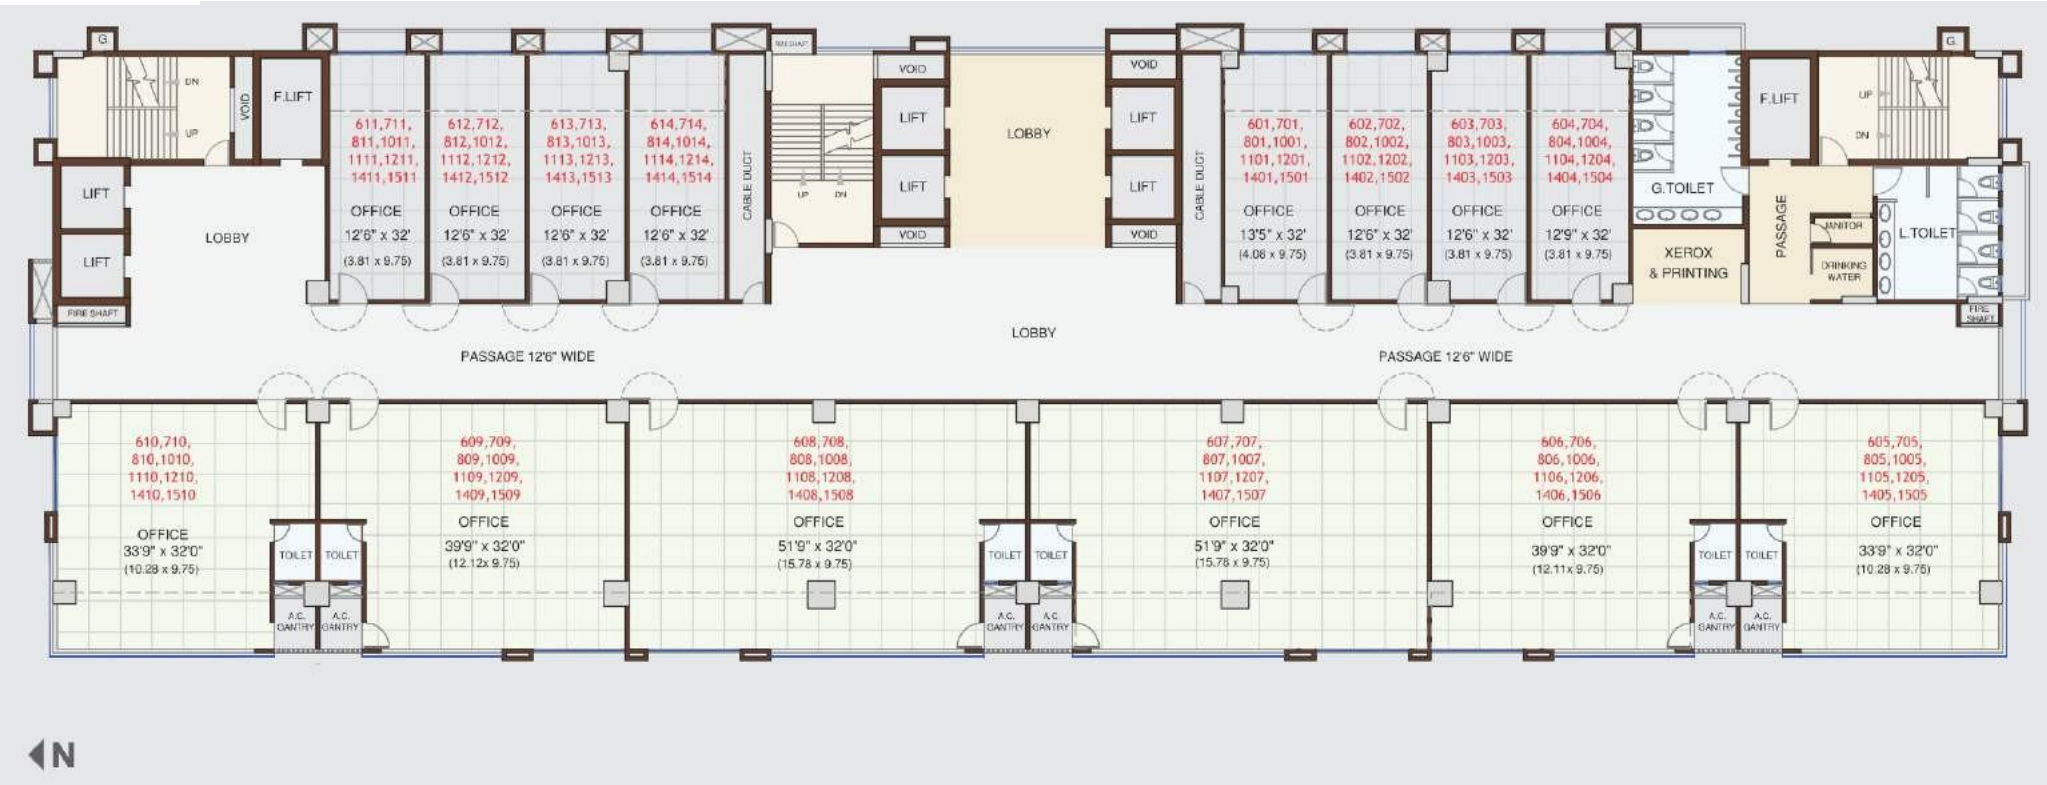 G.
DN
UP
VOID
F.LIFT
LIFT
LIFT
LOBBY
FIRE SHAFT
611,711,
811,1011,
1111,1211,
1411,1511
OFFICE
12'6" x 32'
(3.81 x 9.75)
612,712,
812,1012,
1112,1212,
1412,1512
OFFICE
12'6" x 32'
(3.81 x 9.75)
613,713,
813,1013,
1113,1213,
1413,1513
OFFICE
12'6" x 32'
(3.81 x 9.75)
614,714,
814,1014,
1114,1214,
1414,1514
OFFICE
12'6" x 32'
(3.81 x 9.75)
CABLE DUCT
UP
DN
VOID
LIFT
LIFT
VOID
LOBBY
VOID
LIFT
LIFT
VOID
CABLE DUCT
601,701,
801,1001,
1101,1201,
1401,1501
OFFICE
13'5" x 32'
(4.08 x 9.75)
602,702,
802,1002,
1102,1202,
1402,1502
OFFICE
12'6" x 32'
(3.81 x 9.75)
603,703,
803,1003,
1103,1203,
1403,1503
OFFICE
12'6" x 32'
(3.81 x 9.75)
604,704,
804,1004,
1104,1204,
1404,1504
OFFICE
12'9" x 32'
(3.81 x 9.75)
G.TOILET
XEROX
& PRINTING
F.LIFT
PASSAGE
G.
UP
DN
JANITOR
DRINKING
WATER
L.TOILET
FIRE
SHAFT
LOBBY
PASSAGE 12'6" WIDE
PASSAGE 12'6" WIDE
610,710,
810,1010,
1110,1210,
1410,1510
OFFICE
33'9" x 32'0"
(10.28 x 9.75)
TOILET
TOILET
A.C.
GANTRY
A.C.
GANTRY
609,709,
809,1009,
1109,1209,
1409,1509
OFFICE
39'9" x 32'0"
(12.12x 9.75)
608,708,
808,1008,
1108,1208,
1408,1508
OFFICE
51'9" x 32'0"
(15.78 x 9.75)
TOILET
TOILET
A.C.
GANTRY
A.C.
GANTRY
607,707,
807,1007,
1107,1207,
1407,1507
OFFICE
51'9" x 32'0"
(15.78 x 9.75)
606,706,
806,1006,
1106,1206,
1406,1506
OFFICE
39'9" x 32'0"
(12.11x 9.75)
TOILET
TOILET
A.C.
GANTRY
A.C.
GANTRY
605,705,
805,1005,
1105,1205,
1405,1505
OFFICE
33'9" x 32'0"
(10.28 x 9.75)
N